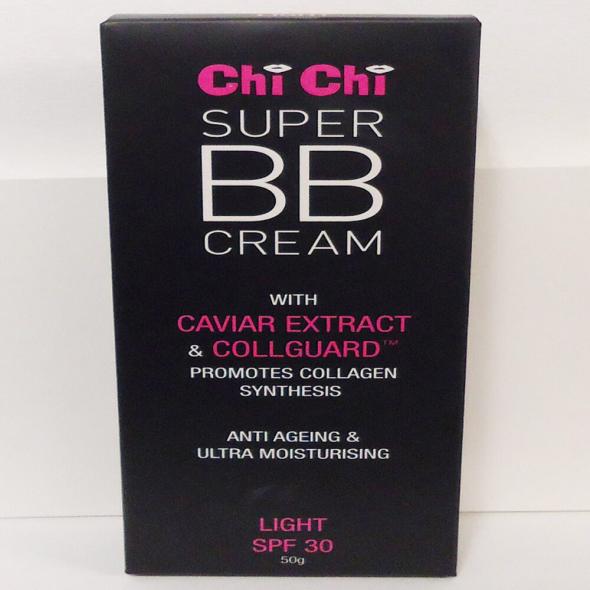 Chi Chi
SUPER
BB
CREAM
WITH
CAVIAR EXTRACT
& COLLGUARD™
PROMOTES COLLAGEN
SYNTHESIS
ANTI AGEING &
ULTRA MOISTURISING
LIGHT
SPF 30
50g